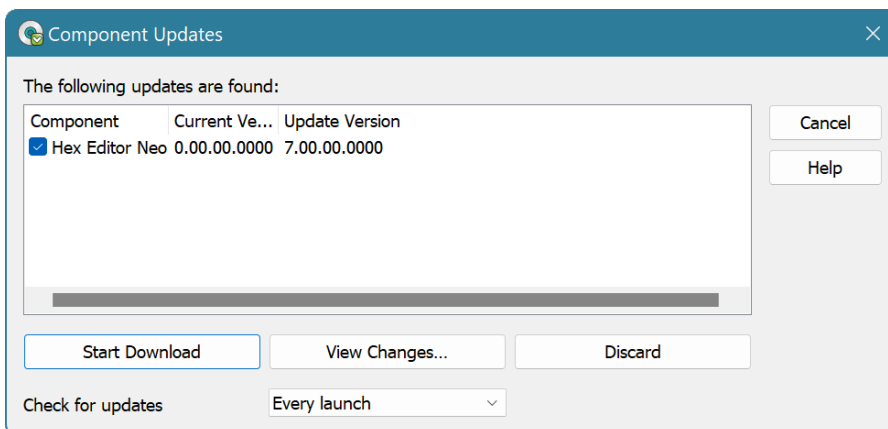 Component Updates
The following updates are found:
Component Current Ve... Update Version
Hex Editor Neo 0.00.00.0000 7.00.00.0000
Cancel
Help
Start Download View Changes... Discard
Check for updates Every launch